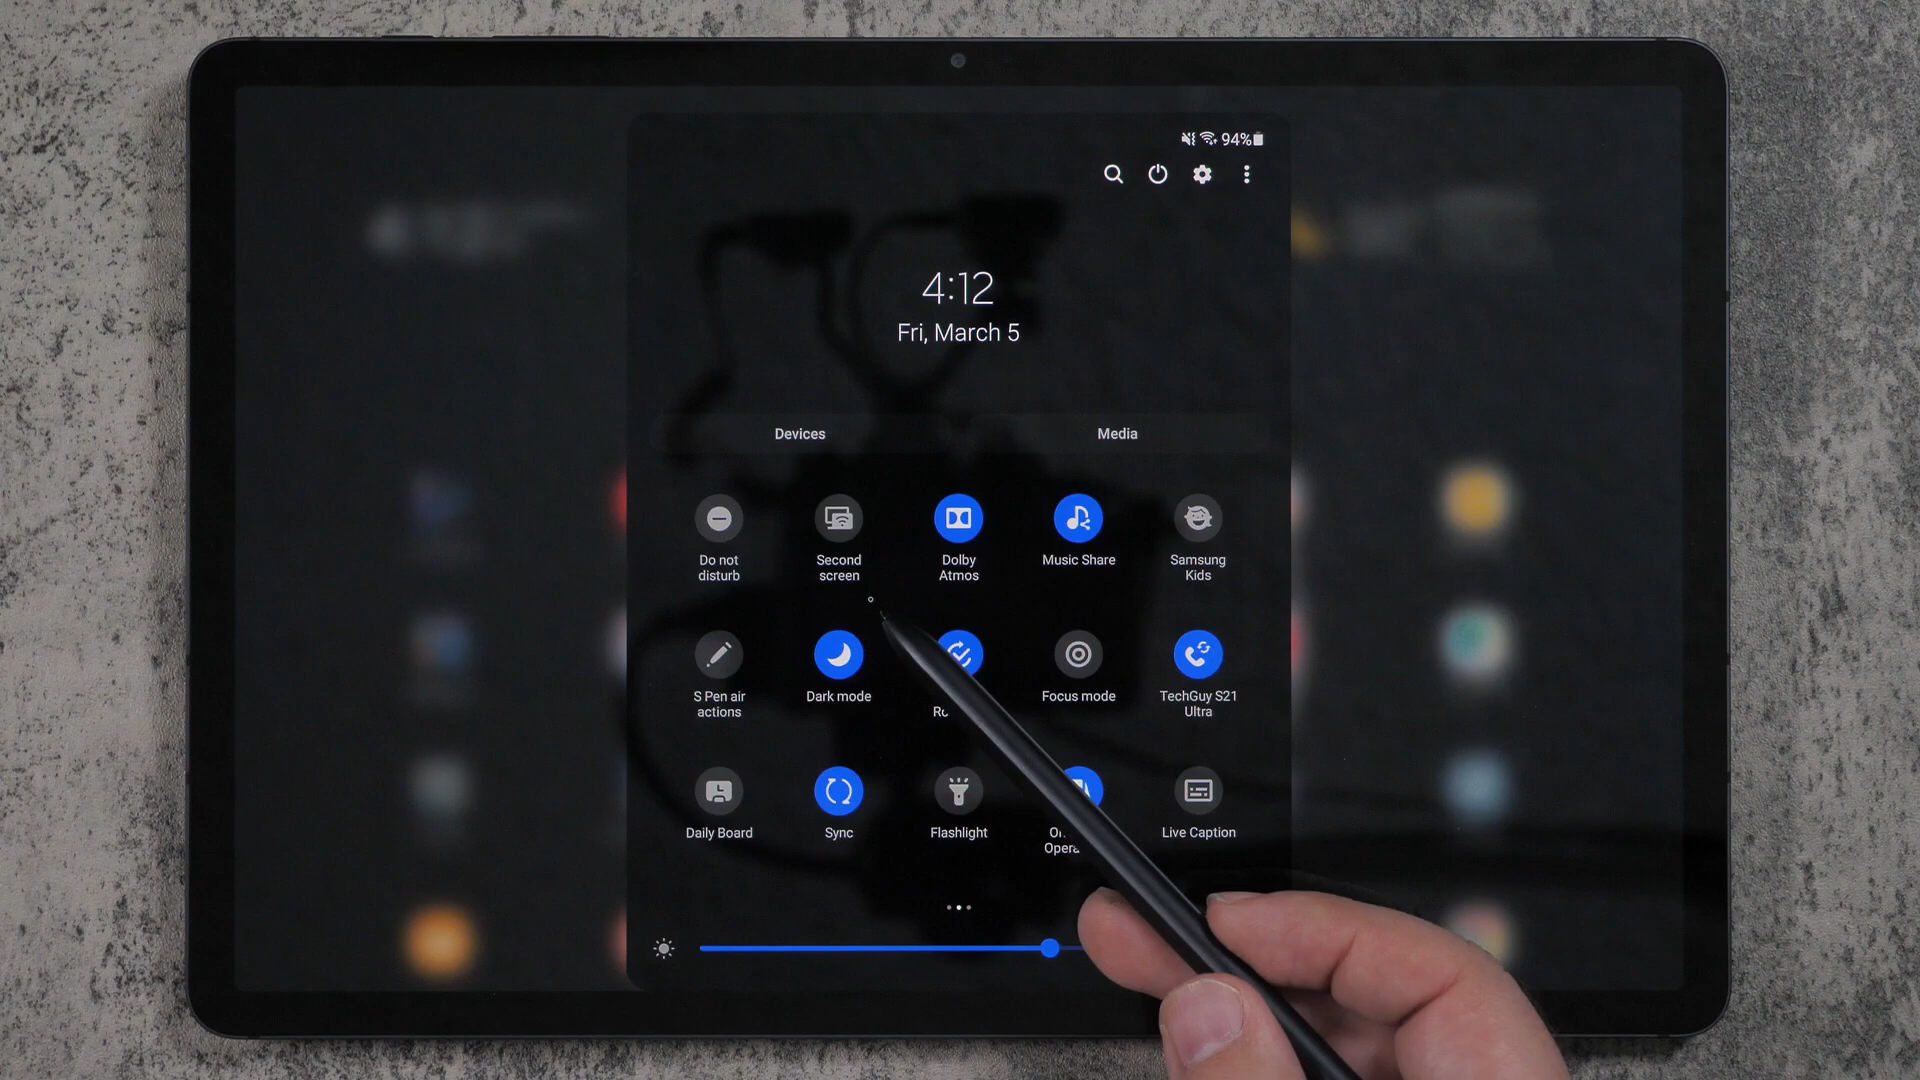 94%
4:12
Fri, March 5
Devices
Media
Do not
disturb
Second
screen
Dolby
Atmos
Music Share
Samsung
Kids
S Pen air
actions
Dark mode
Focus mode
TechGuy S21
Ultra
Daily Board
Sync
Flashlight
Live Caption